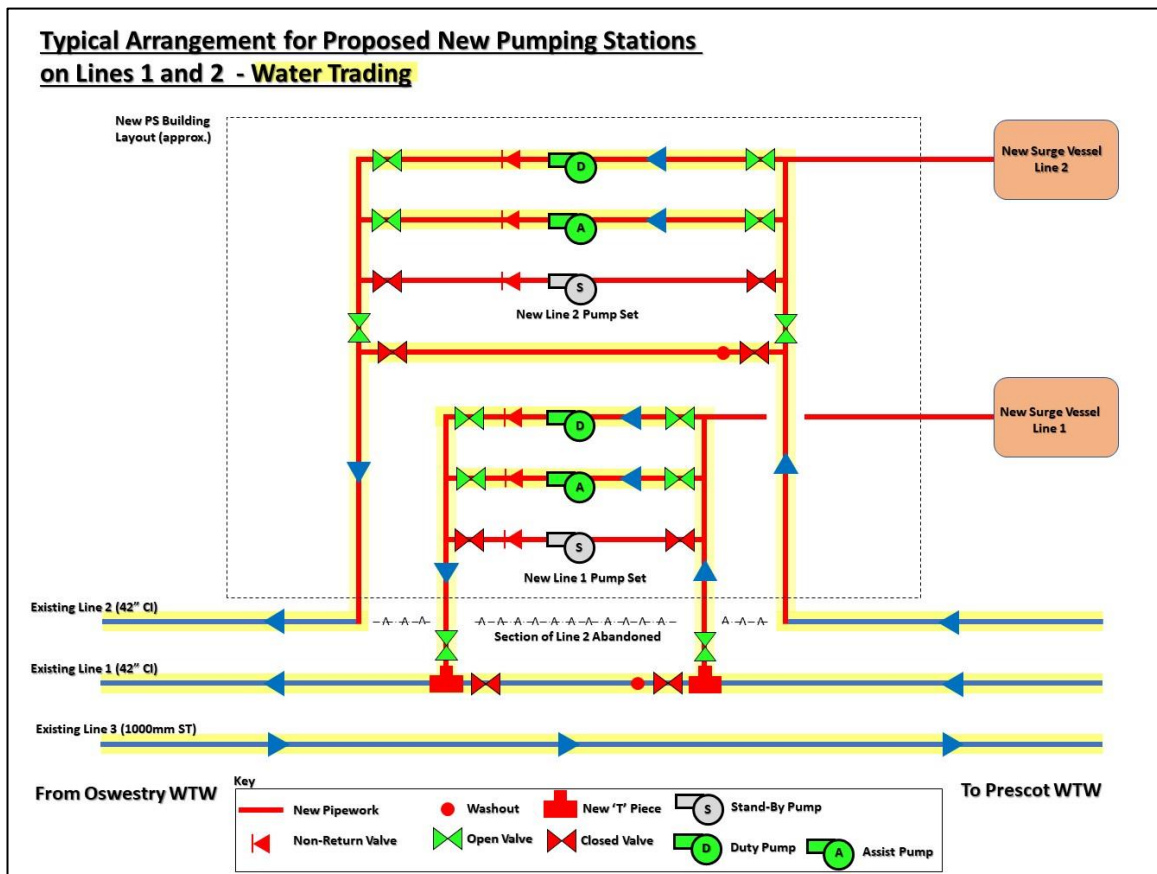 Typical Arrangement for Proposed New Pumping Stations
on Lines 1 and 2 - Water Trading
New PS Building
Layout (approx.)
New Surge Vessel
Line 2
D
A
S
New Line 2 Pump Set
New Surge Vessel
Line 1
D
A
S
New Line 1 Pump Set
Existing Line 2 (42" CI)
Section of Line 2 Abandoned
Existing Line 1 (42" CI)
Existing Line 3 (1000mm ST)
From Oswestry WTW
To Prescot WTW
Key
New Pipework
Washout
New 'T' Piece
S
Stand-By Pump
Non-Return Valve
Open Valve
Closed Valve
D
Duty Pump
A
Assist Pump